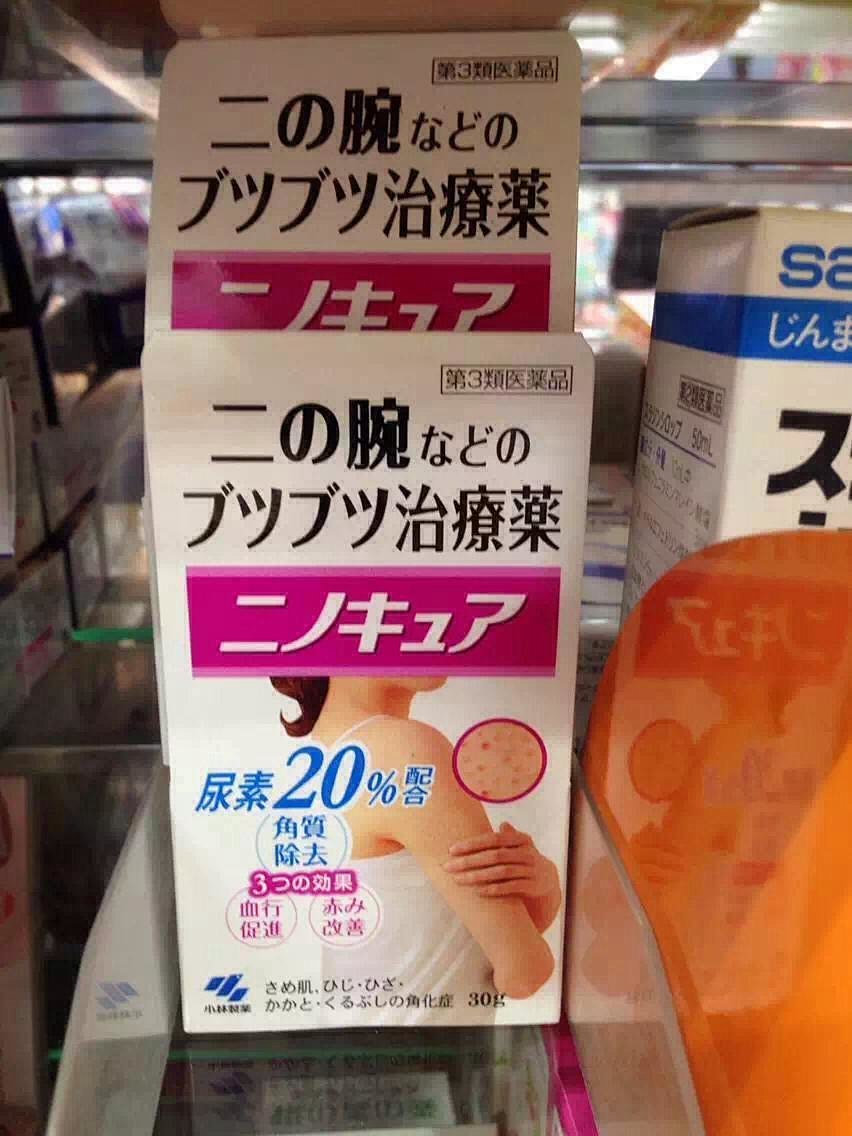 第3類医薬品
二の腕などの
ブツブツ治療薬
ニノキュア
第3類医薬品
二の腕などの
ブツブツ治療薬
ニノキュア
尿素20%配合
角質
除去
3つの効果
血行
促進
赤み
改善
小林製薬
さめ肌、ひじ・ひざ・
かかと・くるぶしの角化症 30g
sa
じんま
第2類医薬品
50mL
ス